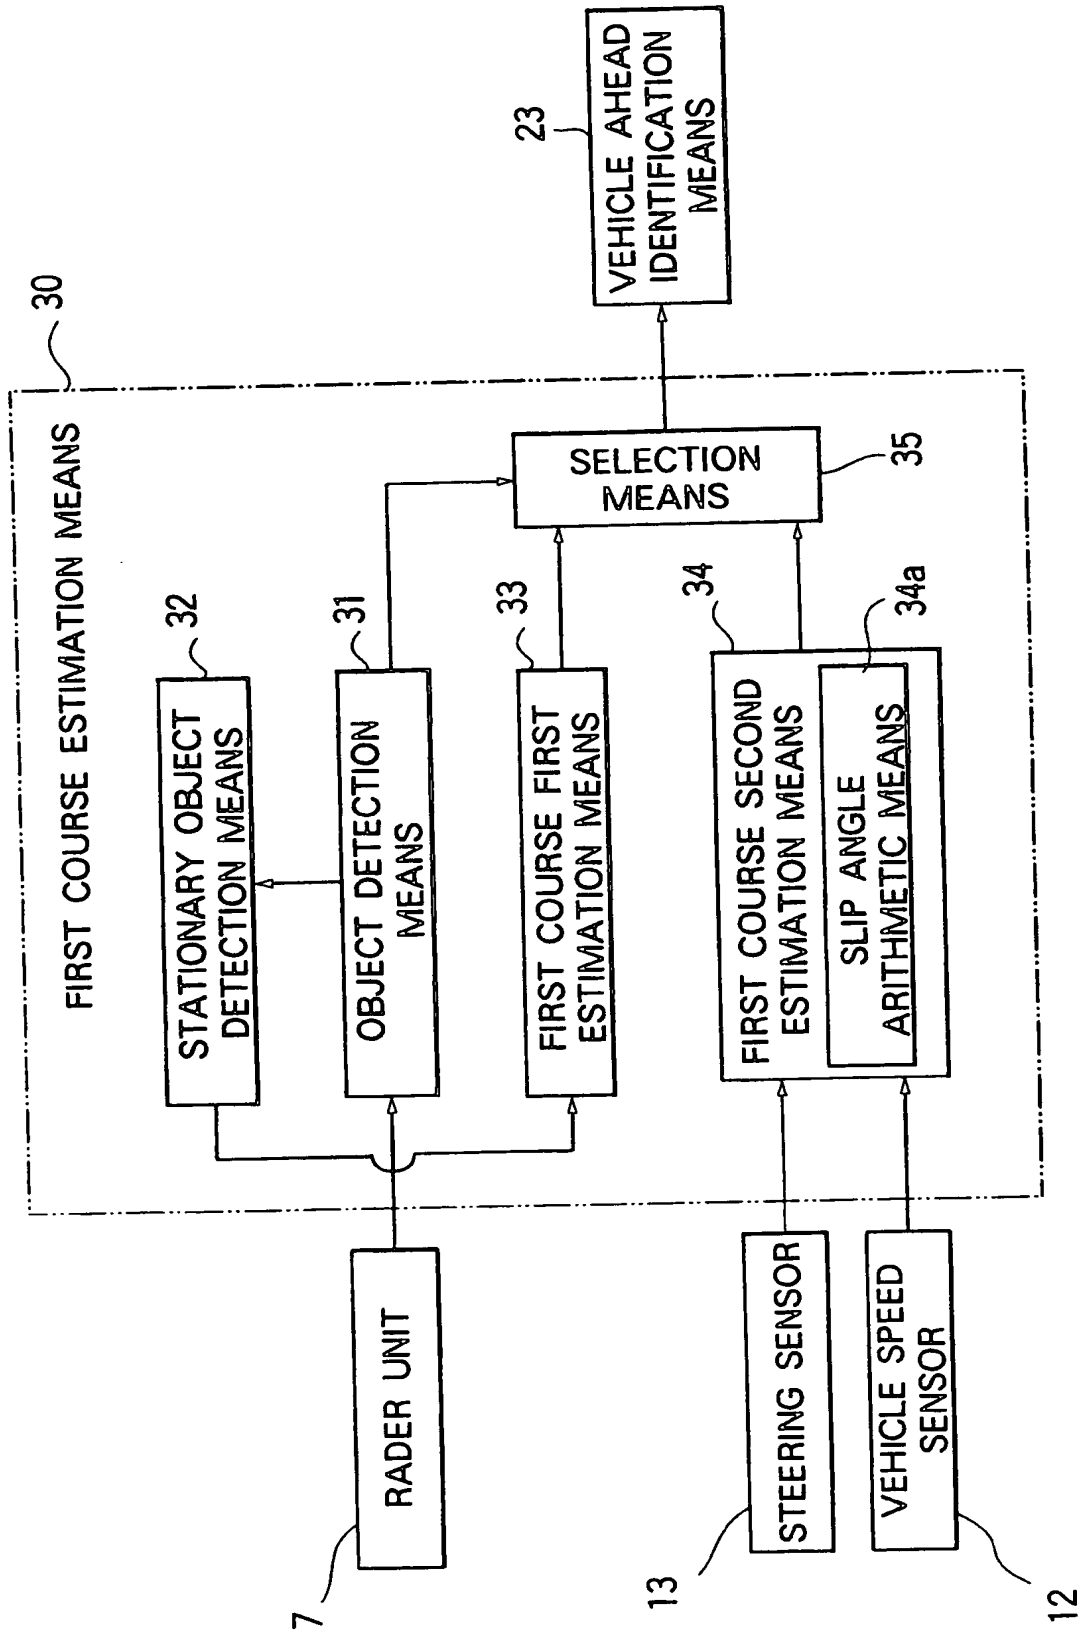 30
FIRST COURSE ESTIMATION MEANS
32
STATIONARY OBJECT
DETECTION MEANS
7
RADER UNIT
31
OBJECT DETECTION
MEANS
33
FIRST COURSE FIRST
ESTIMATION MEANS
SELECTION
MEANS
35
23
VEHICLE AHEAD
IDENTIFICATION
MEANS
13
STEERING SENSOR
12
VEHICLE SPEED
SENSOR
34
FIRST COURSE SECOND
ESTIMATION MEANS
34a
SLIP ANGLE
ARITHMETIC MEANS